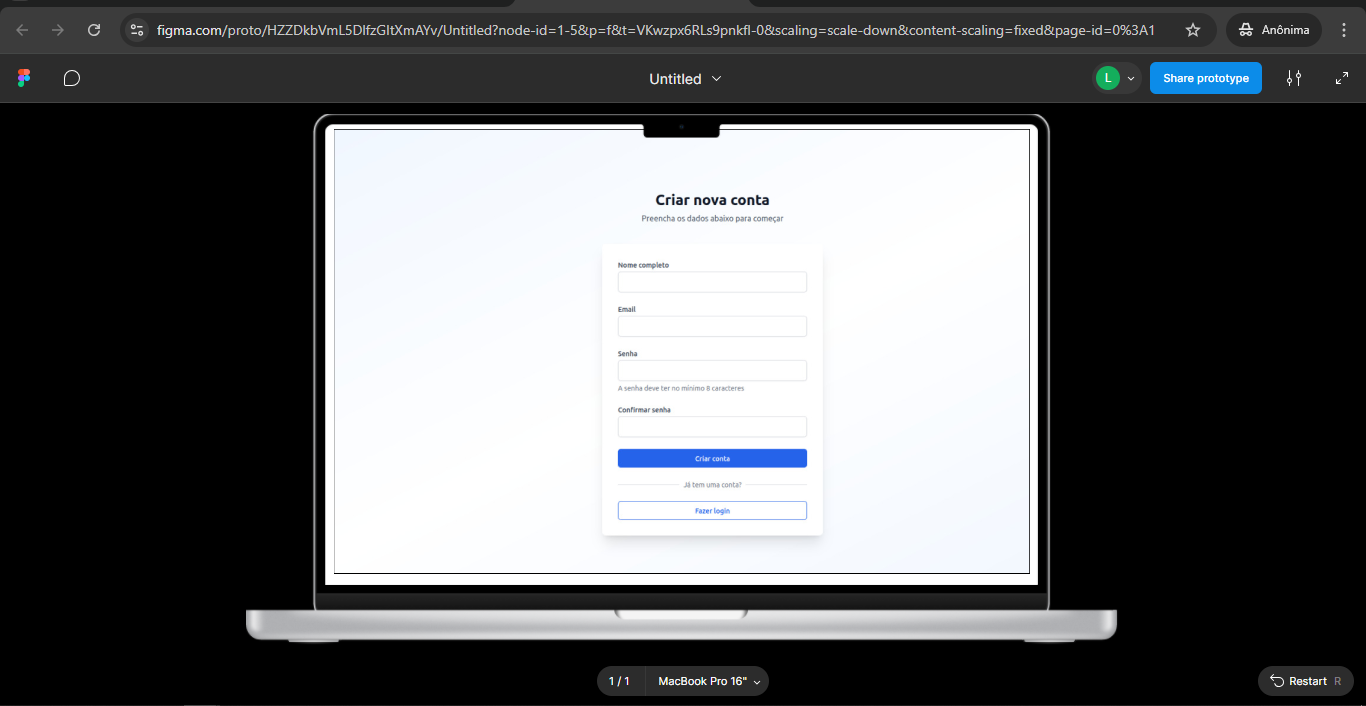 figma.com/proto/HZZDkbVmL5DlfzGItXmAYv/Untitled?node-id=1-5&p=f&t=VKwzpx6RLs9pnkfl-0&scaling=scale-down&content-scaling=fixed&page-id=0%3A1
Anônima
Untitled
L
Share prototype
Criar nova conta
Preencha os dados abaixo para começar
Nome completo
Email
Senha
A senha deve ter no mínimo 8 caracteres
Confirmar senha
Criar conta
Já tem uma conta?
Fazer login
1 / 1
MacBook Pro 16"
Restart R